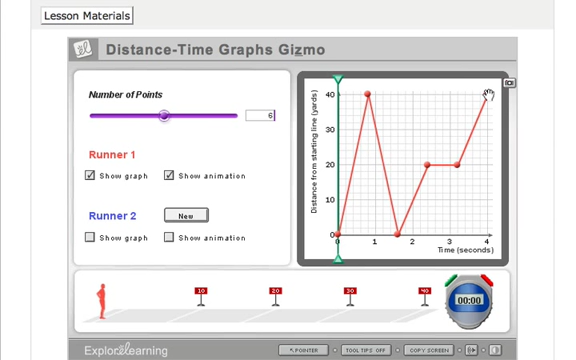 Lesson Materials
Distance-Time Graphs Gizmo
Number of Points
6
Runner 1
Show graph
Show animation
Runner 2
New
Show graph
Show animation
Distance from starting line (yards)
40
30
20
10
0
0 1 2 3 4
Time (seconds)
10
20
30
40
00:00
ExploreLearning
POINTER
TOOL TIPS OFF
COPY SCREEN